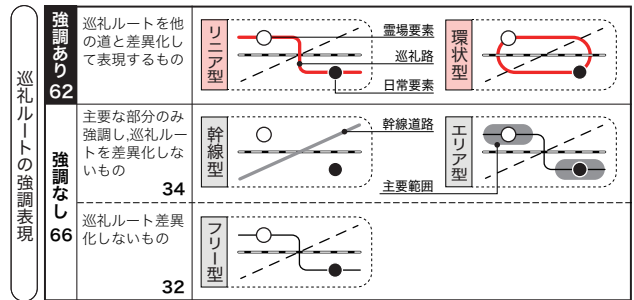 巡礼ルートの強調表現
強調あり
62
巡礼ルートを他
の道と差異化し
て表現するもの
リニア型
霊場要素
巡礼路
日常要素
環状型
強調なし
66
主要な部分のみ
強調し,巡礼ルー
トを差異化しな
いもの
34
幹線型
幹線道路
主要範囲
エリア型
巡礼ルート差異
化しないもの
32
フリー型